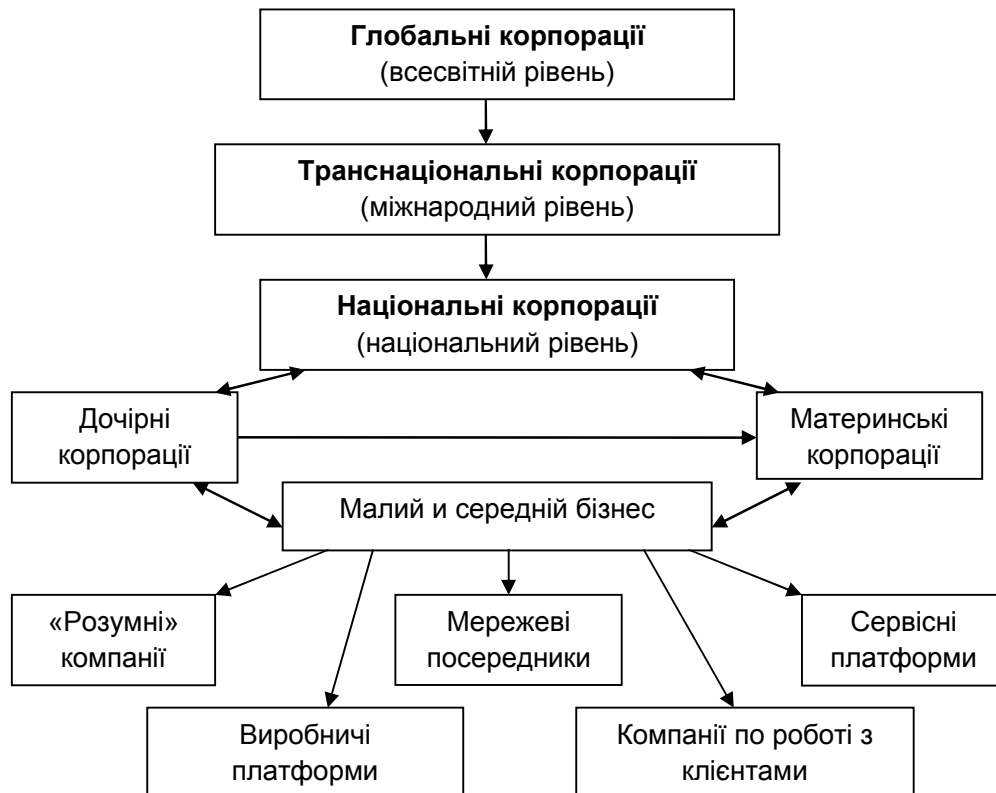 Глобальні корпорації
(всесвітній рівень)
Транснаціональні корпорації
(міжнародний рівень)
Національні корпорації
(національний рівень)
Дочірні
корпорації
Материнські
корпорації
Малий и середній бізнес
«Розумні»
компанії
Мережеві
посередники
Сервісні
платформи
Виробничі
платформи
Компанії по роботі з
клієнтами